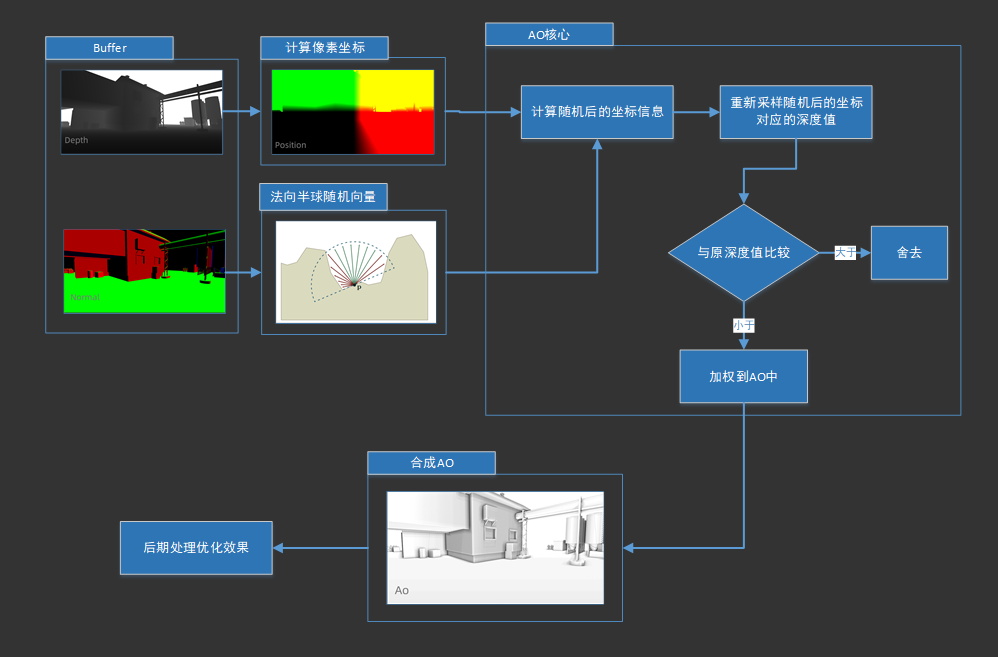 Buffer
Depth
Normal
计算像素坐标
Position
法向半球随机向量
P
AO核心
计算随机后的坐标信息
重新采样随机后的坐标
对应的深度值
与原深度值比较
大于
舍去
小于
加权到AO中
合成AO
Ao
后期处理优化效果